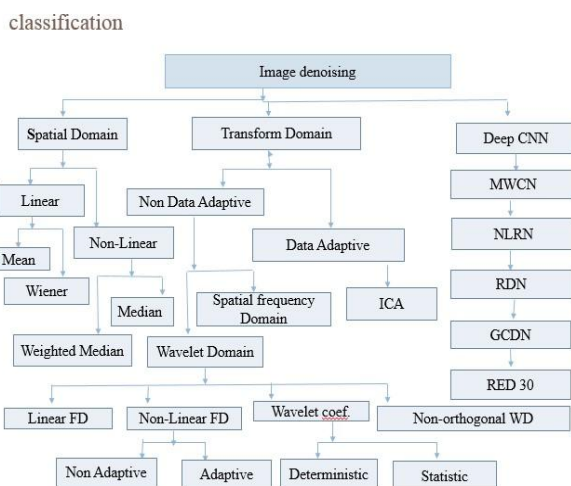 classification
Image denoising
Spatial Domain
Transform Domain
Deep CNN
MWCN
Linear
Non Data Adaptive
NLRN
Non-Linear
Data Adaptive
Mean
RDN
Wiener
Median
Spatial frequency
Domain
ICA
GCDN
Weighted Median
Wavelet Domain
RED 30
Linear FD
Non-Linear FD
Wavelet coef.
Non-orthogonal WD
Non Adaptive
Adaptive
Deterministic
Statistic